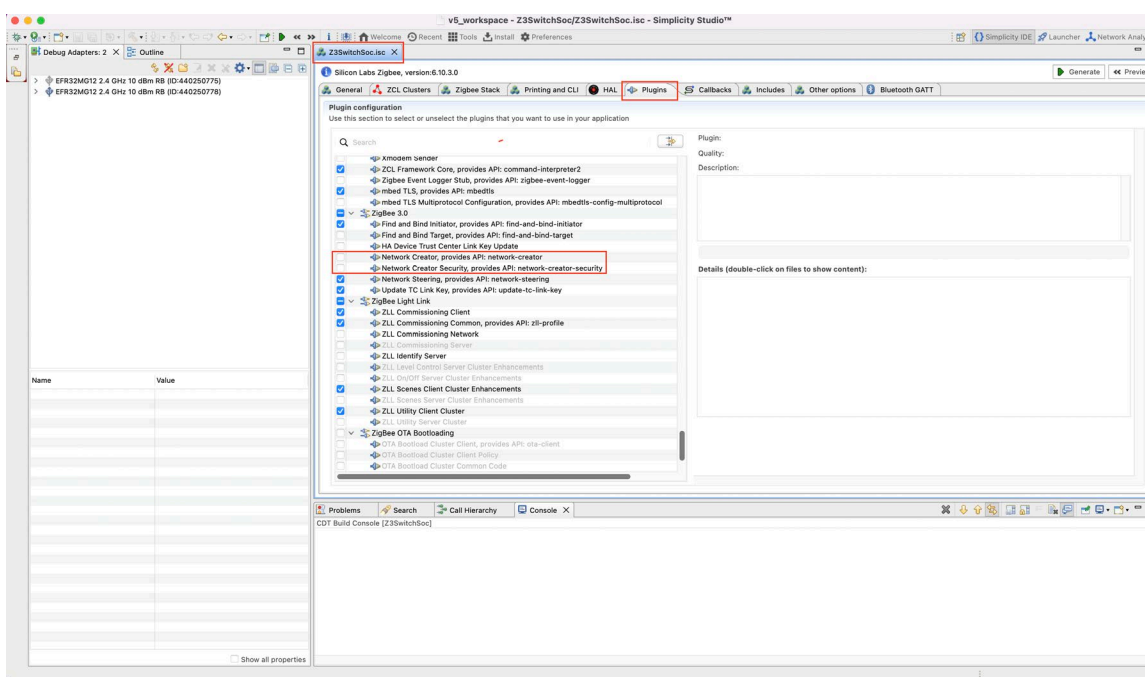 v5_workspace - Z3SwitchSoc/Z3SwitchSoc.isc - Simplicity Studio™
Welcome Recent Tools Install Preferences Simplicity IDE Launcher Network Analy
Debug Adapters: 2 Outline
EFR32MG12 2.4 GHz 10 dBm RB (ID:440250775)
EFR32MG12 2.4 GHz 10 dBm RB (ID:440250778)
Name Value
Show all properties
Z3SwitchSoc.isc
Silicon Labs Zigbee, version:6.10.3.0 Generate Previe
General ZCL Clusters Zigbee Stack Printing and CLI HAL Plugins Callbacks Includes Other options Bluetooth GATT
Plugin configuration
Use this section to select or unselect the plugins that you want to use in your application
Search
Xmodem Sender
ZCL Framework Core, provides API: command-interpreter2
Zigbee Event Logger Stub, provides API: zigbee-event-logger
mbed TLS, provides API: mbedtls
mbed TLS Multiprotocol Configuration, provides API: mbedtls-config-multiprotocol
ZigBee 3.0
Find and Bind Initiator, provides API: find-and-bind-initiator
Find and Bind Target, provides API: find-and-bind-target
HA Device Trust Center Link Key Update
Network Creator, provides API: network-creator
Network Creator Security, provides API: network-creator-security
Network Steering, provides API: network-steering
Update TC Link Key, provides API: update-tc-link-key
ZigBee Light Link
ZLL Commissioning Client
ZLL Commissioning Common, provides API: zll-profile
ZLL Commissioning Network
ZLL Commissioning Server
ZLL Identify Server
ZLL Level Control Server Cluster Enhancements
ZLL On/Off Server Cluster Enhancements
ZLL Scenes Client Cluster Enhancements
ZLL Scenes Server Cluster Enhancements
ZLL Utility Client Cluster
ZLL Utility Server Cluster
ZigBee OTA Bootloading
OTA Bootload Cluster Client, provides API: ota-client
OTA Bootload Cluster Client Policy
OTA Bootload Cluster Common Code
Plugin:
Quality:
Description:
Details (double-click on files to show content):
Problems Search Call Hierarchy Console
CDT Build Console [Z3SwitchSoc]